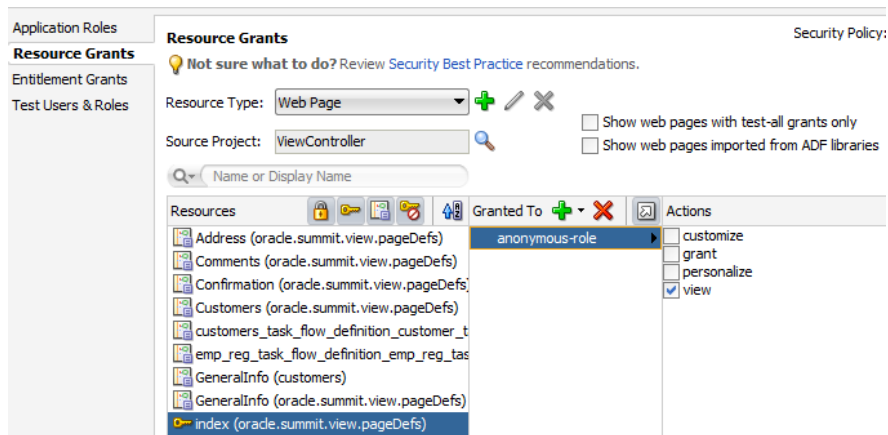 Application Roles
Resource Grants
Entitlement Grants
Test Users & Roles
Resource Grants
Security Policy:
Not sure what to do? Review Security Best Practice recommendations.
Resource Type: Web Page
Source Project: ViewController
Show web pages with test-all grants only
Show web pages imported from ADF libraries
Name or Display Name
Resources
Address (oracle.summit.view.pageDefs)
Comments (oracle.summit.view.pageDefs)
Confirmation (oracle.summit.view.pageDefs)
Customers (oracle.summit.view.pageDefs)
customers_task_flow_definition_customer_t
emp_reg_task_flow_definition_emp_reg_tas
GeneralInfo (customers)
GeneralInfo (oracle.summit.view.pageDefs)
index (oracle.summit.view.pageDefs)
Granted To
anonymous-role
Actions
customize
grant
personalize
view